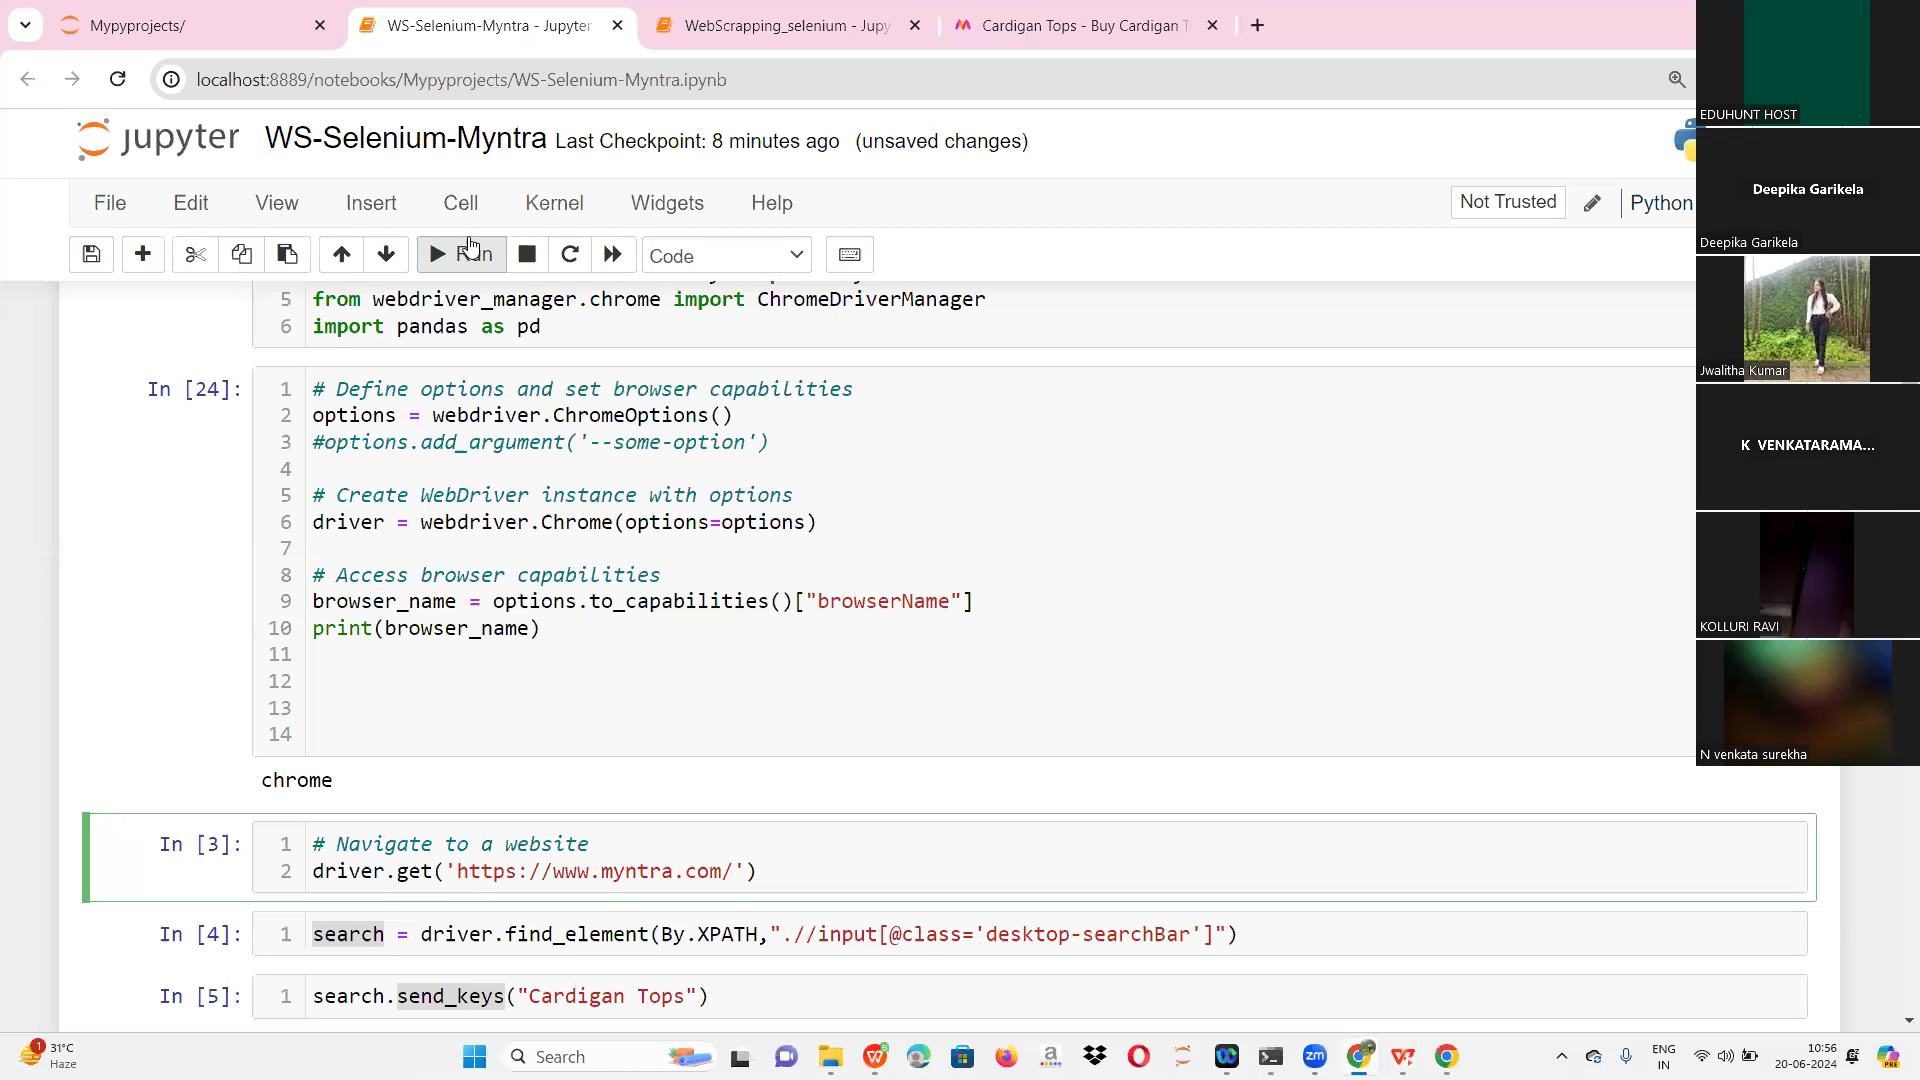 Mypyprojects/
WS-Selenium-Myntra - Jupyter
WebScrapping_selenium - Jupy
Cardigan Tops - Buy Cardigan T
localhost:8889/notebooks/Mypyprojects/WS-Selenium-Myntra.ipynb
jupyter WS-Selenium-Myntra Last Checkpoint: 8 minutes ago (unsaved changes)
File Edit View Insert Cell Kernel Widgets Help Not Trusted Python
Run Code
5 from webdriver_manager.chrome import ChromeDriverManager
6 import pandas as pd
In [24]: 1 # Define options and set browser capabilities
2 options = webdriver.ChromeOptions()
3 #options.add_argument('--some-option')
4
5 # Create WebDriver instance with options
6 driver = webdriver.Chrome(options=options)
7
8 # Access browser capabilities
9 browser_name = options.to_capabilities()["browserName"]
10 print(browser_name)
11
12
13
14
chrome
In [3]: 1 # Navigate to a website
2 driver.get('https://www.myntra.com/')
In [4]: 1 search = driver.find_element(By.XPATH,".//input[@class='desktop-searchBar']")
In [5]: 1 search.send_keys("Cardigan Tops")
EDUHUNT HOST
Deepika Garikela
Deepika Garikela
Jwalitha Kumar
K VENKATARAMA...
KOLLURI RAVI
N venkata surekha
1
31°C
Haze
Search
zm
ENG
IN
10:56
20-06-2024
PRE